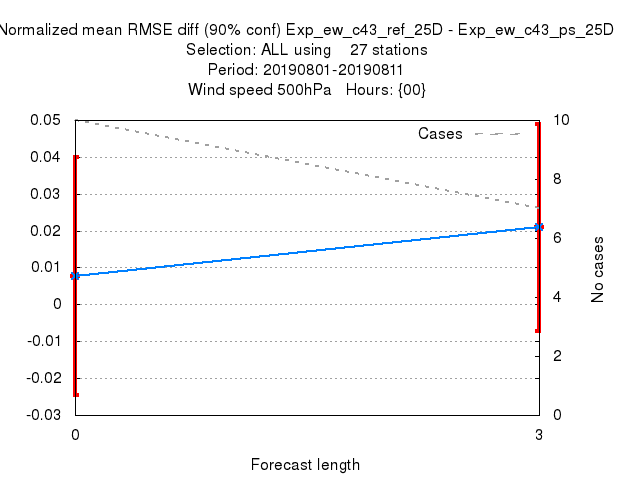 Normalized mean RMSE diff (90% conf) Exp_ew_c43_ref_25D - Exp_ew_c43_ps_25D
Selection: ALL using    27 stations
Period: 20190801-20190811
Wind speed 500hPa   Hours: {00}
0.05
0.04
0.03
0.02
0.01
0
-0.01
-0.02
-0.03
Cases
10
8
6
4
2
0
No cases
0
3
Forecast length